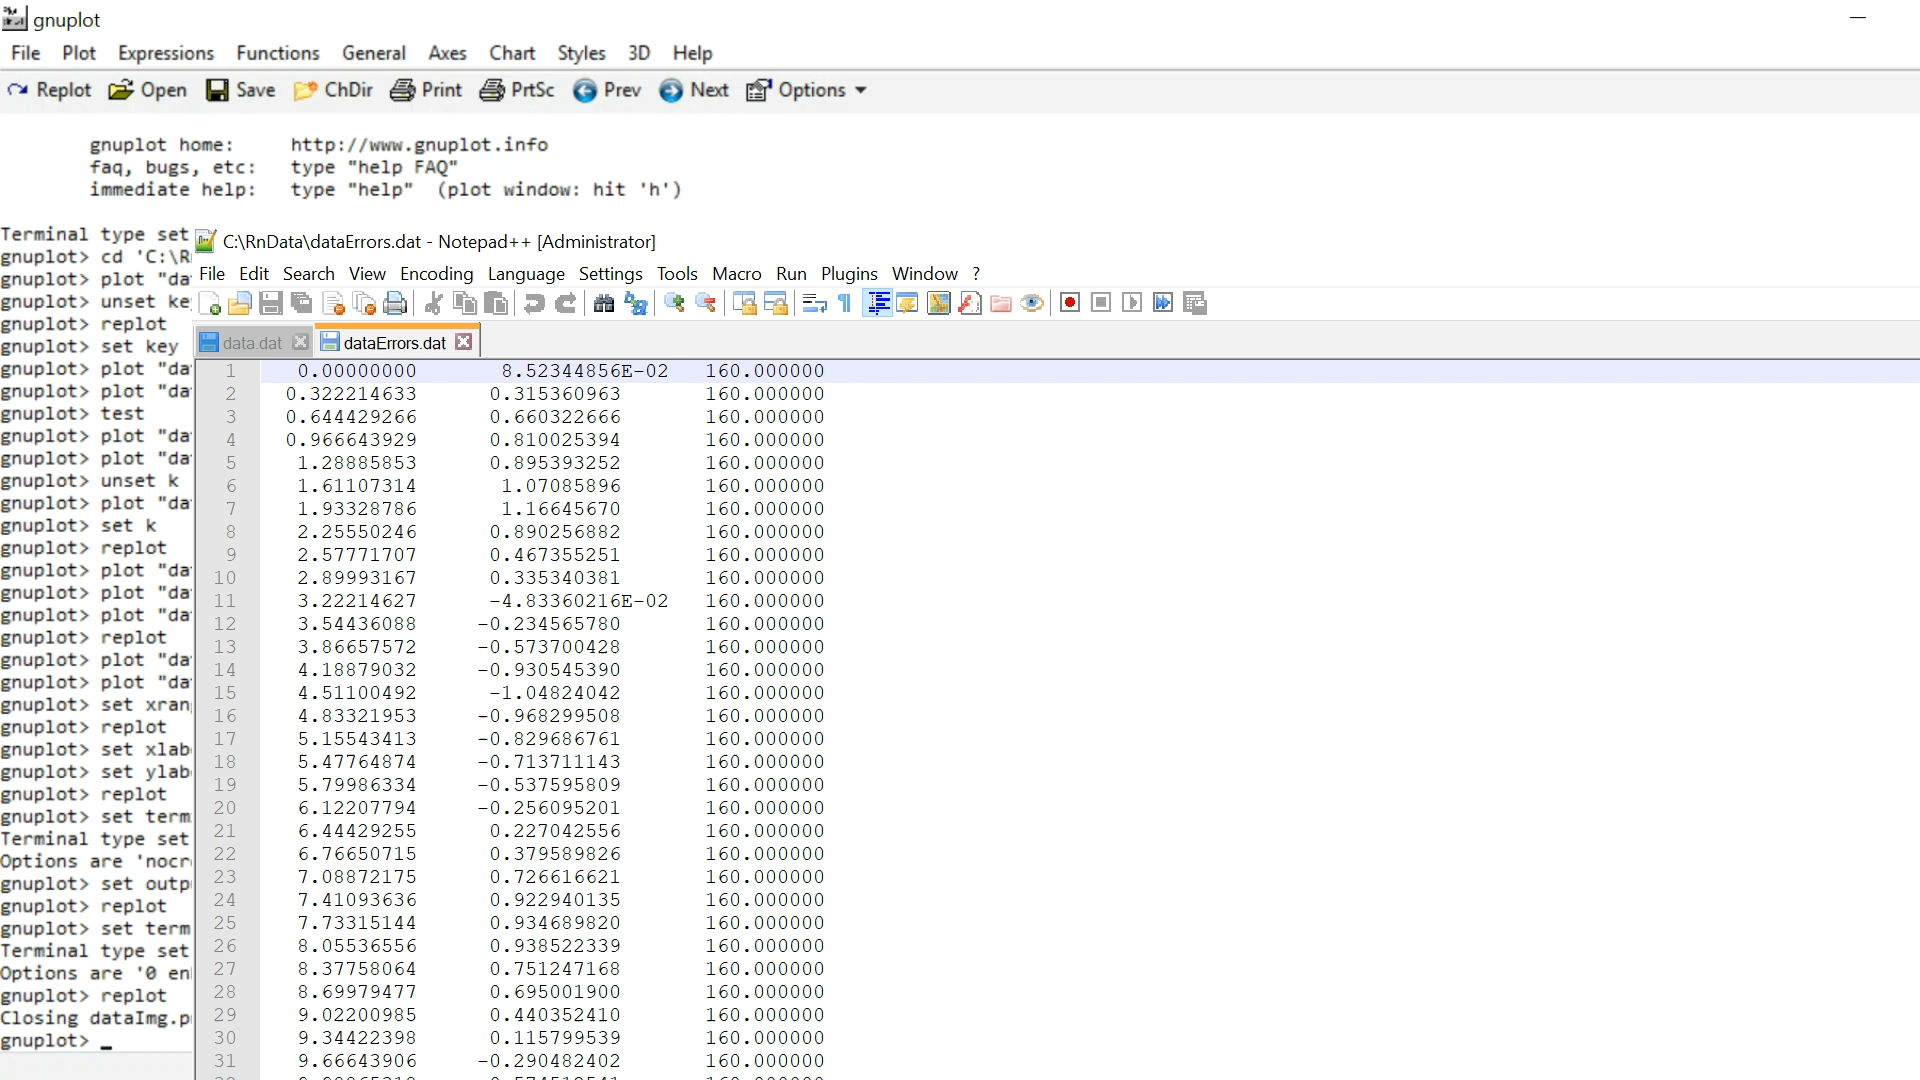 gnuplot
File Plot Expressions Functions General Axes Chart Styles 3D Help
Replot Open Save ChDir Print PrtSc Prev Next Options
gnuplot home: http://www.gnuplot.info
faq, bugs, etc: type "help FAQ"
immediate help: type "help" (plot window: hit 'h')
Terminal type set
gnuplot> cd 'C:\R
gnuplot> plot "da
gnuplot> unset ke
gnuplot> replot
gnuplot> set key
gnuplot> plot "da
gnuplot> plot "da
gnuplot> test
gnuplot> plot "da
gnuplot> plot "da
gnuplot> unset k
gnuplot> plot "da
gnuplot> set k
gnuplot> replot
gnuplot> plot "da
gnuplot> plot "da
gnuplot> plot "da
gnuplot> replot
gnuplot> plot "da
gnuplot> plot "da
gnuplot> set xran
gnuplot> replot
gnuplot> set xlab
gnuplot> set ylab
gnuplot> replot
gnuplot> set term
Terminal type set
Options are 'nocr
gnuplot> set outp
gnuplot> replot
gnuplot> set term
Terminal type set
Options are '0 en
gnuplot> replot
Closing dataImg.p
gnuplot> _
C:\RnData\dataErrors.dat - Notepad++ [Administrator]
File Edit Search View Encoding Language Settings Tools Macro Run Plugins Window ?
data.dat dataErrors.dat
1 0.00000000 8.52344856E-02 160.000000
2 0.322214633 0.315360963 160.000000
3 0.644429266 0.660322666 160.000000
4 0.966643929 0.810025394 160.000000
5 1.28885853 0.895393252 160.000000
6 1.61107314 1.07085896 160.000000
7 1.93328786 1.16645670 160.000000
8 2.25550246 0.890256882 160.000000
9 2.57771707 0.467355251 160.000000
10 2.89993167 0.335340381 160.000000
11 3.22214627 -4.83360216E-02 160.000000
12 3.54436088 -0.234565780 160.000000
13 3.86657572 -0.573700428 160.000000
14 4.18879032 -0.930545390 160.000000
15 4.51100492 -1.04824042 160.000000
16 4.83321953 -0.968299508 160.000000
17 5.15543413 -0.829686761 160.000000
18 5.47764874 -0.713711143 160.000000
19 5.79986334 -0.537595809 160.000000
20 6.12207794 -0.256095201 160.000000
21 6.44429255 0.227042556 160.000000
22 6.76650715 0.379589826 160.000000
23 7.08872175 0.726616621 160.000000
24 7.41093636 0.922940135 160.000000
25 7.73315144 0.934689820 160.000000
26 8.05536556 0.938522339 160.000000
27 8.37758064 0.751247168 160.000000
28 8.69979477 0.695001900 160.000000
29 9.02200985 0.440352410 160.000000
30 9.34422398 0.115799539 160.000000
31 9.66643906 -0.290482402 160.000000